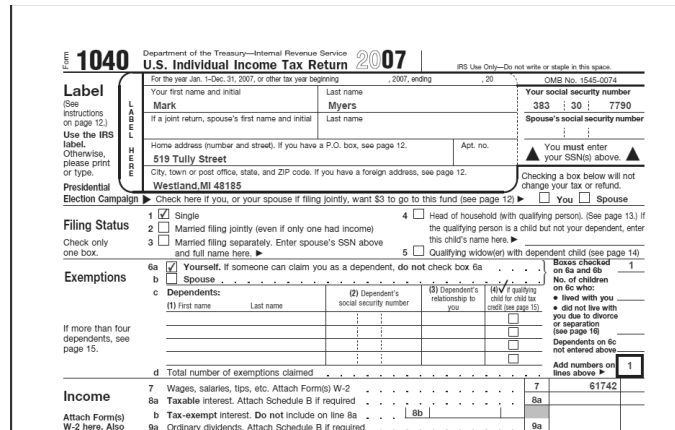 Form 1040 Department of the Treasury—Internal Revenue Service
U.S. Individual Income Tax Return 2007 IRS Use Only—Do not write or staple in this space.
For the year Jan. 1–Dec. 31, 2007, or other tax year beginning , 2007, ending , 20 OMB No. 1545-0074
Label
(See instructions on page 12.)
Use the IRS label.
Otherwise, please print or type.
LABEL HERE
Your first name and initial Last name Your social security number
Mark Myers 383 30 7790
If a joint return, spouse's first name and initial Last name Spouse's social security number
Home address (number and street). If you have a P.O. box, see page 12. Apt. no.
519 Tully Street
You must enter your SSN(s) above.
City, town or post office, state, and ZIP code. If you have a foreign address, see page 12.
Westland,MI 48185
Checking a box below will not change your tax or refund.
Presidential
Election Campaign ▶ Check here if you, or your spouse if filing jointly, want $3 to go to this fund (see page 12) ▶ You Spouse
Filing Status
Check only one box.
1 Single
2 Married filing jointly (even if only one had income)
3 Married filing separately. Enter spouse's SSN above
and full name here. ▶
4 Head of household (with qualifying person). (See page 13.) If
the qualifying person is a child but not your dependent, enter
this child's name here. ▶
5 Qualifying widow(er) with dependent child (see page 14)
Exemptions
6a Yourself. If someone can claim you as a dependent, do not check box 6a
b Spouse
c Dependents:
(1) First name Last name
(2) Dependent's social security number
(3) Dependent's relationship to you
(4) ✓ if qualifying child for child tax credit (see page 15)
If more than four dependents, see page 15.
Boxes checked on 6a and 6b 1
No. of children on 6c who:
• lived with you
• did not live with you due to divorce or separation (see page 16)
Dependents on 6c not entered above
d Total number of exemptions claimed
Add numbers on lines above ▶ 1
Income
7 Wages, salaries, tips, etc. Attach Form(s) W-2 7 61742
8a Taxable interest. Attach Schedule B if required 8a
b Tax-exempt interest. Do not include on line 8a 8b
Attach Form(s)
W-2 here. Also
9a Ordinary dividends. Attach Schedule B if required 9a